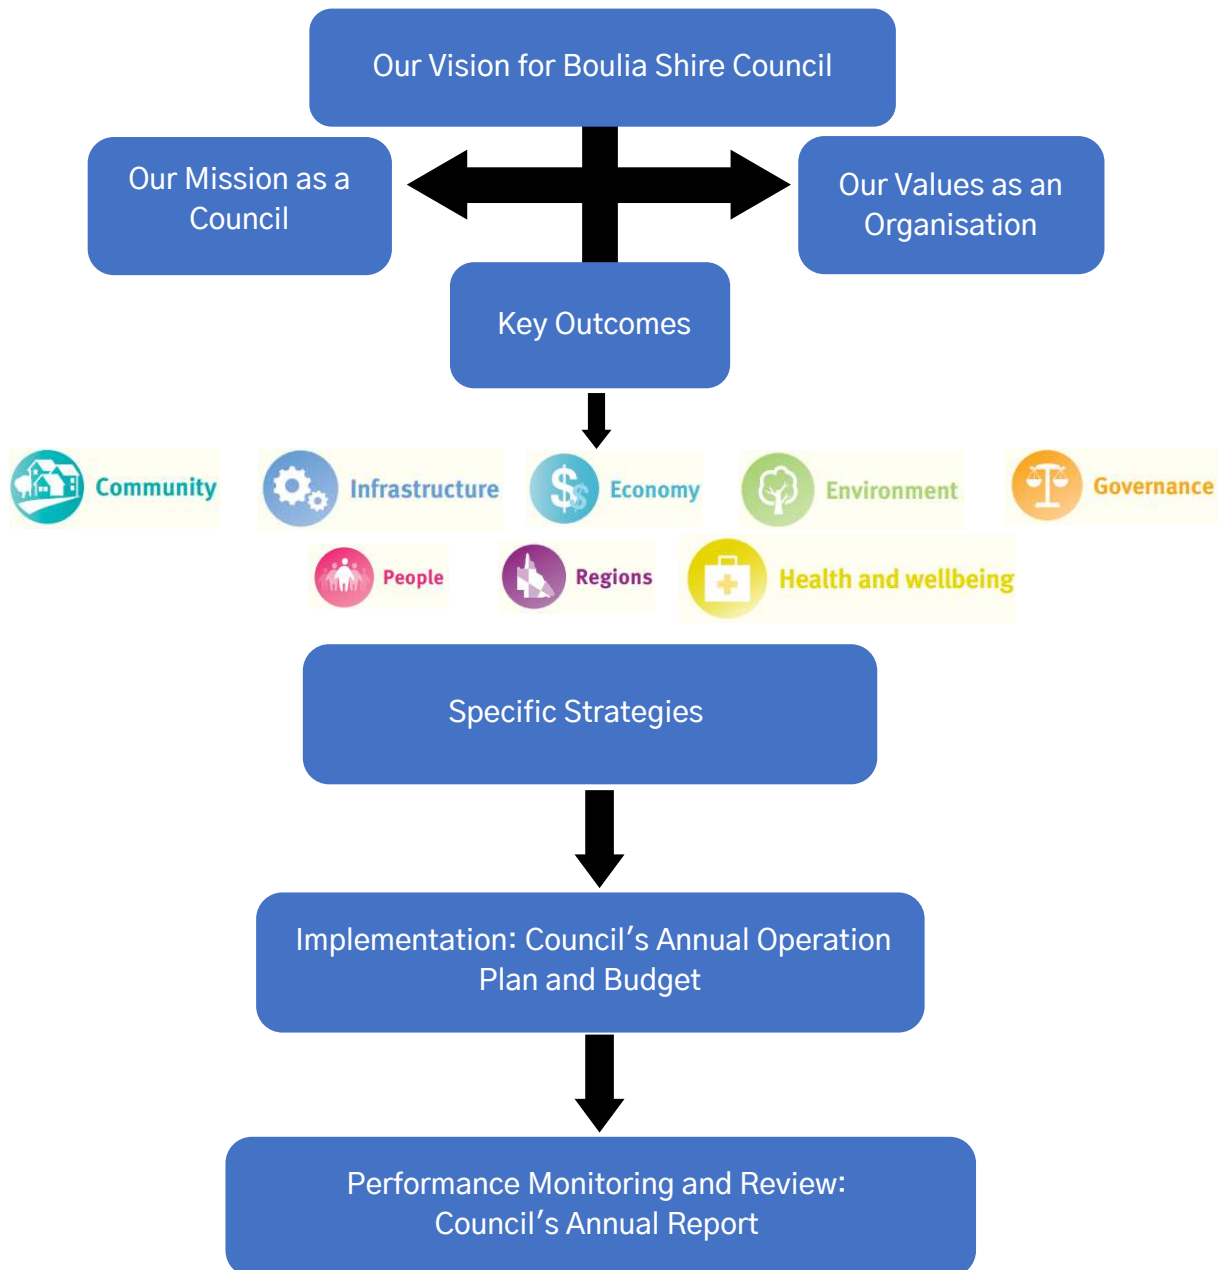 Our Vision for Boulia Shire Council
Our Mission as a
Council
Our Values as an
Organisation
Key Outcomes
Community
Infrastructure
Economy
Environment
Governance
People
Regions
Health and wellbeing
Specific Strategies
Implementation: Council's Annual Operation
Plan and Budget
Performance Monitoring and Review:
Council's Annual Report